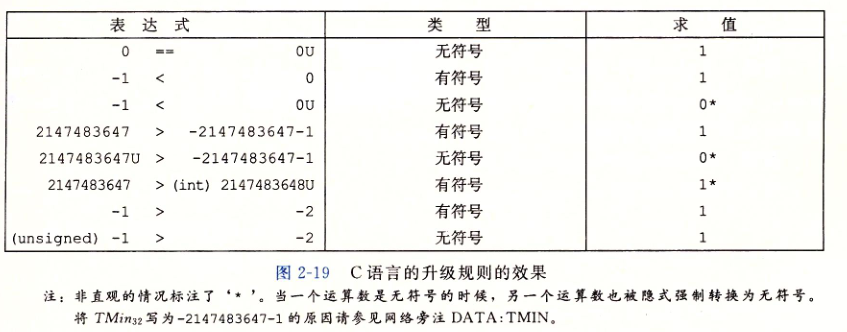 表 达 式 类 型 求 值
0 == 0U 无符号 1
-1 < 0 有符号 1
-1 < 0U 无符号 0*
2147483647 > -2147483647-1 有符号 1
2147483647U > -2147483647-1 无符号 0*
2147483647 > (int) 2147483648U 有符号 1*
-1 > -2 有符号 1
(unsigned) -1 > -2 无符号 1
图 2-19 C 语言的升级规则的效果
注：非直观的情况标注了‘*’。当一个运算数是无符号的时候，另一个运算数也被隐式强制转换为无符号。
将 TMin32写为-2147483647-1 的原因请参见网络旁注 DATA:TMIN。